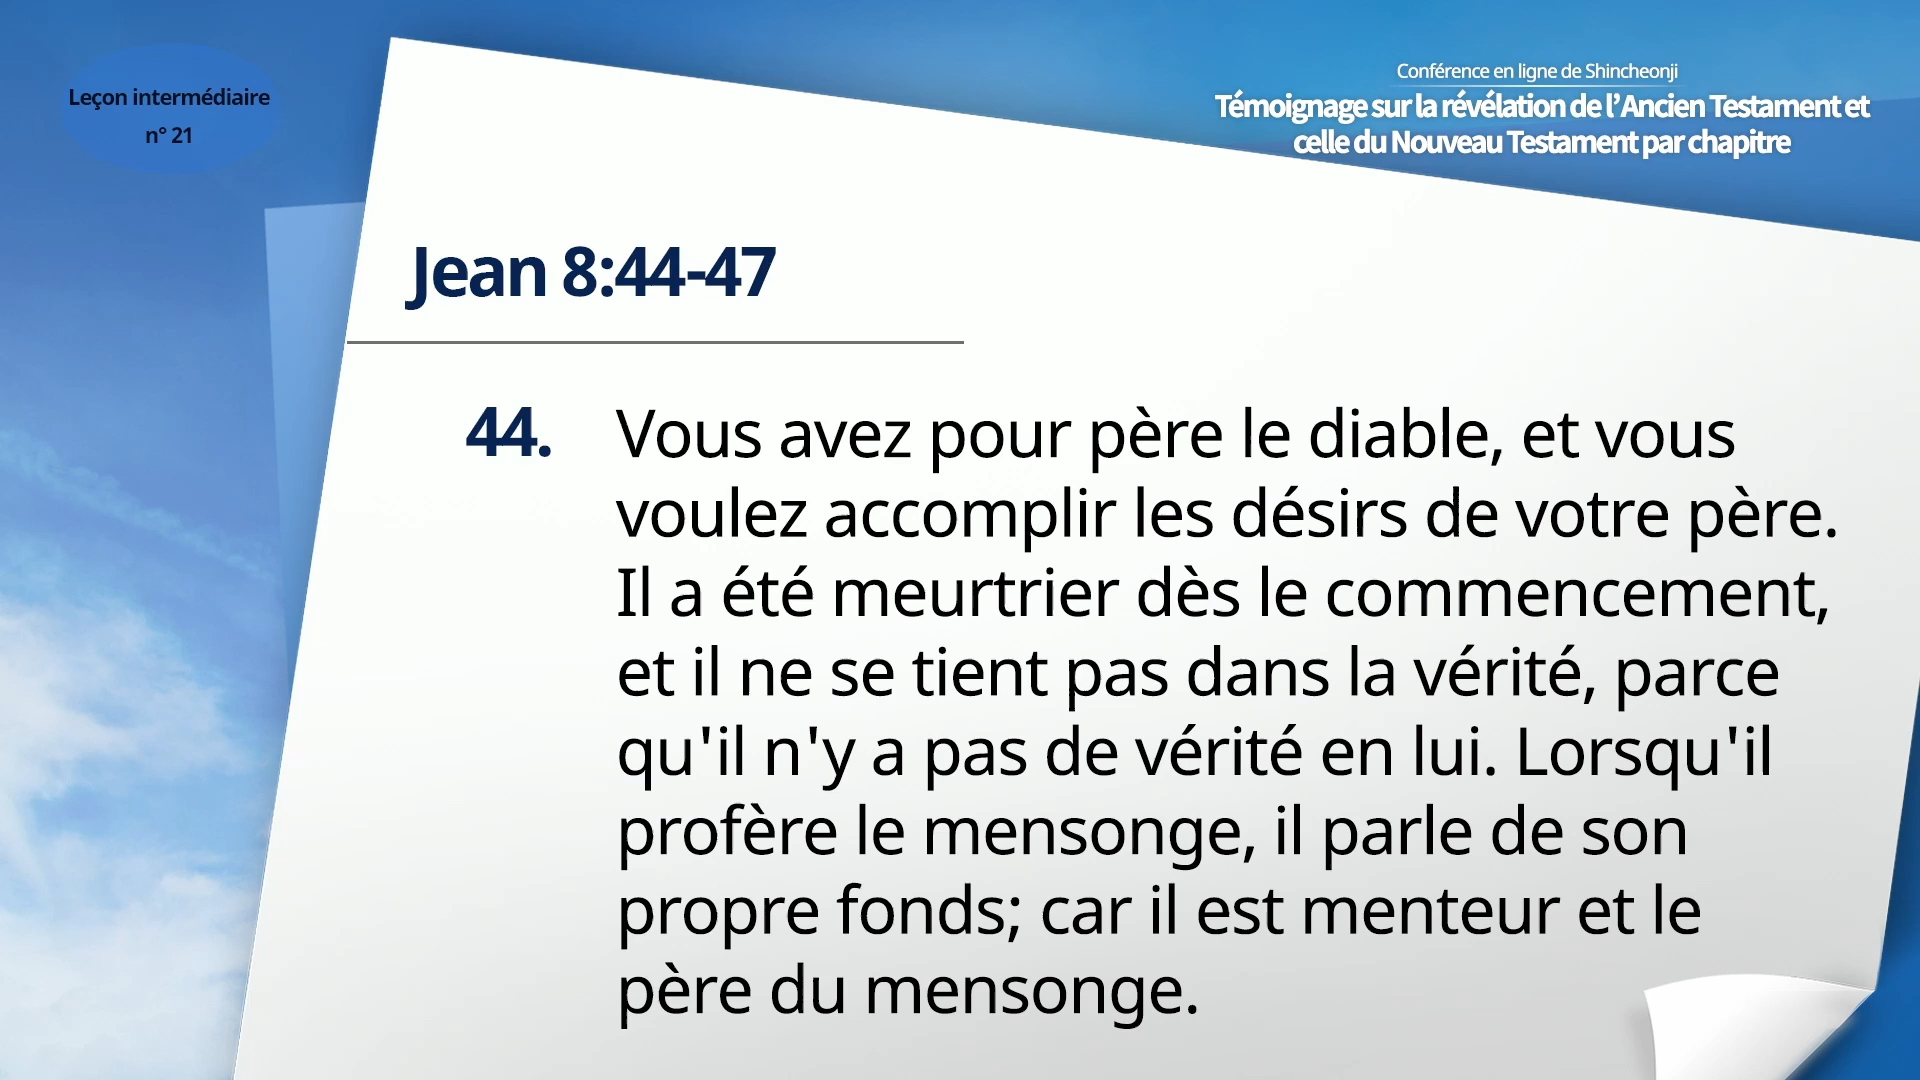 Leçon intermédiaire
n° 21
Conférence en ligne de Shincheonji
Témoignage sur la révélation de l’Ancien Testament et
celle du Nouveau Testament par chapitre
Jean 8:44-47
44. Vous avez pour père le diable, et vous
voulez accomplir les désirs de votre père.
Il a été meurtrier dès le commencement,
et il ne se tient pas dans la vérité, parce
qu'il n'y a pas de vérité en lui. Lorsqu'il
profère le mensonge, il parle de son
propre fonds; car il est menteur et le
père du mensonge.